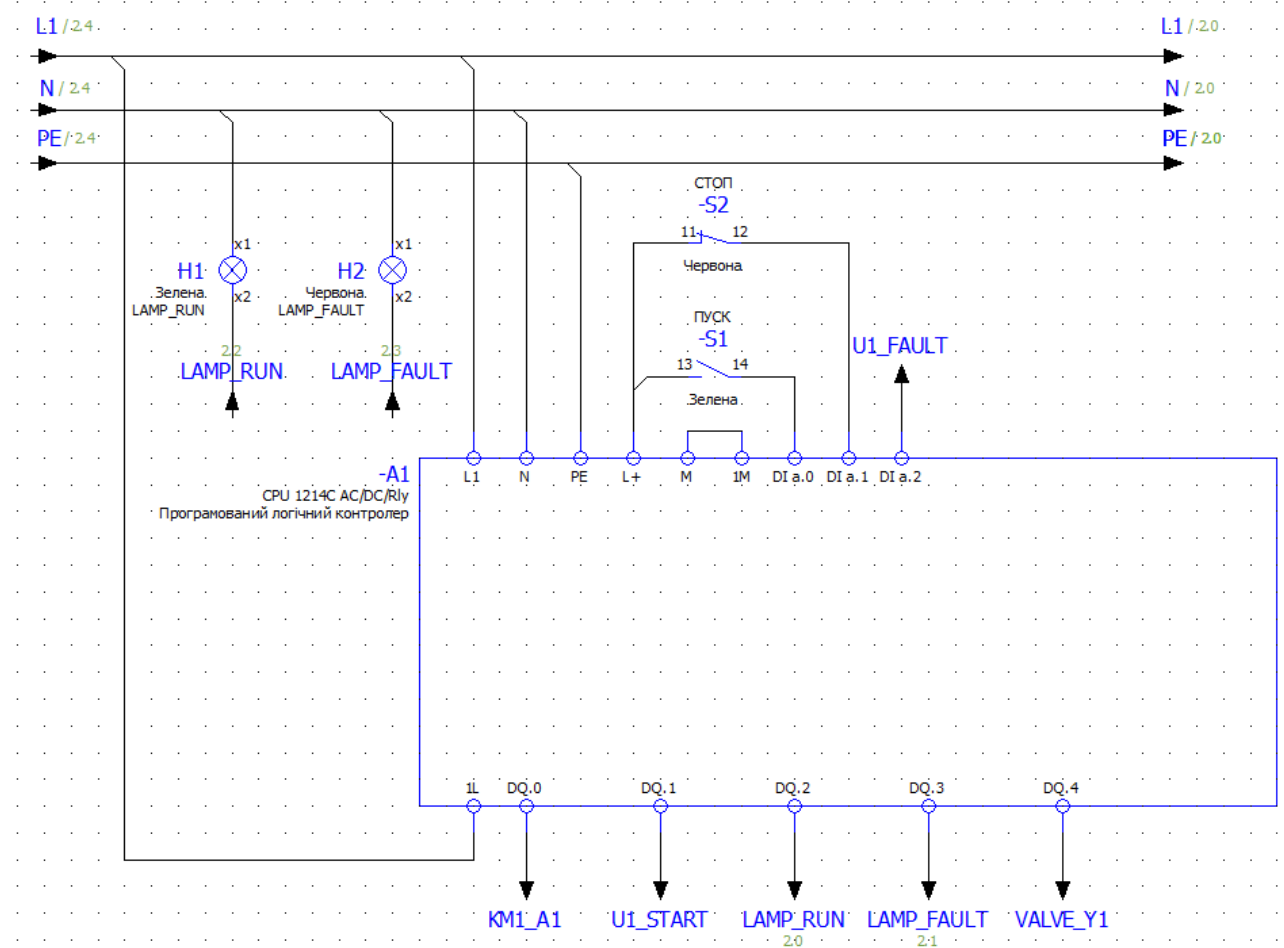 L1 / 2.4
L1 / 2.0
N / 2.4
N / 2.0
PE / 2.4
PE / 2.0
СТОП
-S2
11 12
Червона
x1
H1
Зелена
LAMP_RUN
x2
x1
H2
Червона
LAMP_FAULT
x2
ПУСК
-S1
13 14
Зелена
U1_FAULT
2.2
LAMP_RUN
2.3
LAMP_FAULT
-A1
CPU 1214C AC/DC/Rly
Програмований логічний контролер
L1 N PE L+ M 1M DI a.0 DI a.1 DI a.2
1L DQ.0 DQ.1 DQ.2 DQ.3 DQ.4
KM1_A1 U1_START LAMP_RUN LAMP_FAULT VALVE_Y1
2.0 2.1